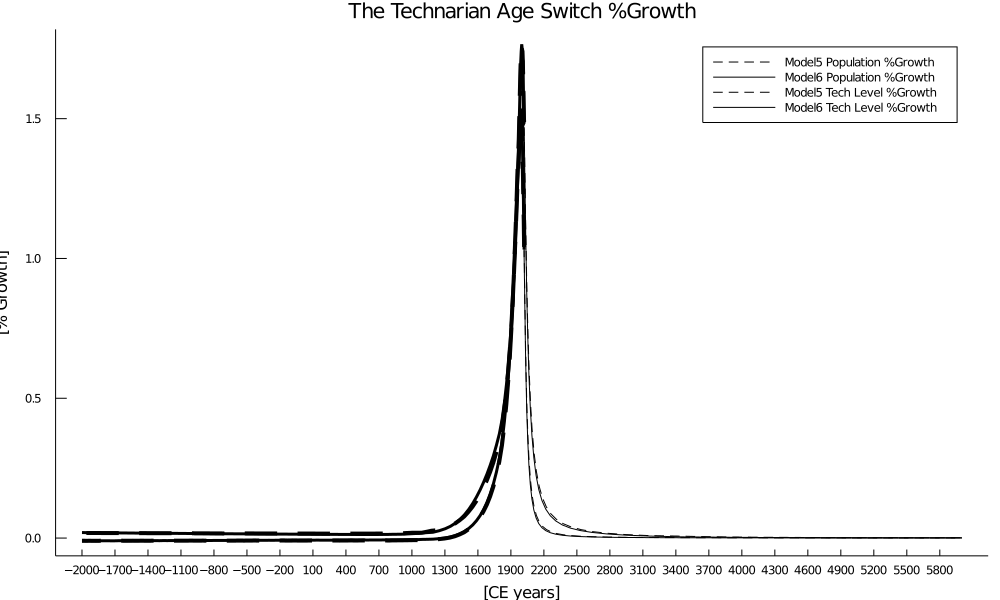 The Technarian Age Switch %Growth
Model5 Population %Growth
Model6 Population %Growth
Model5 Tech Level %Growth
Model6 Tech Level %Growth
1.5
1.0
0.5
0.0
[% Growth]
−2000 −1700 −1400 −1100 −800 −500 −200 100 400 700 1000 1300 1600 1900 2200 2500 2800 3100 3400 3700 4000 4300 4600 4900 5200 5500 5800
[CE years]